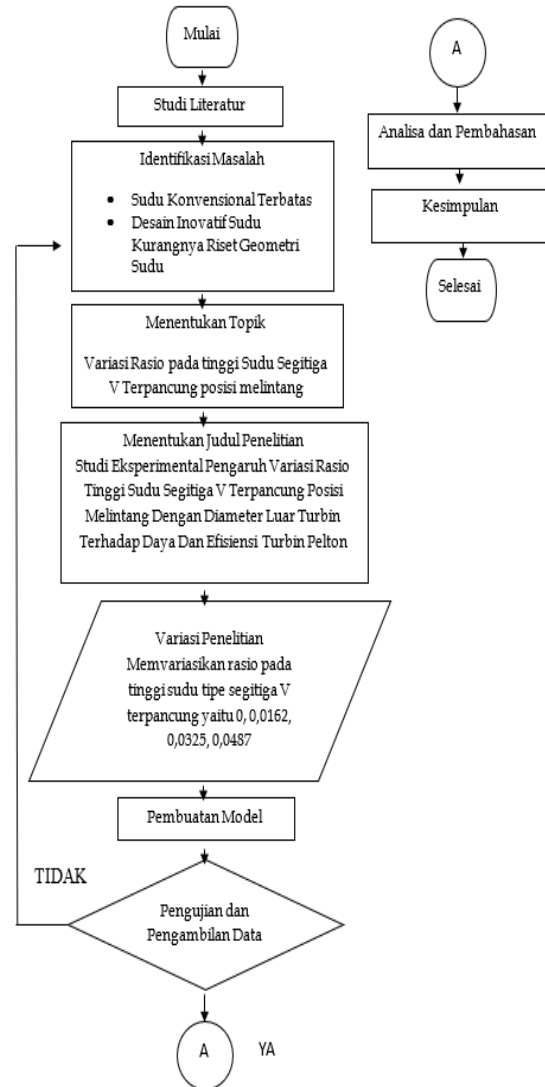 Mulai
Studi Literatur
Identifikasi Masalah
• Sudu Konvensional Terbatas
• Desain Inovatif Sudu
Kurangnya Riset Geometri
Sudu
Menentukan Topik
Variasi Rasio pada tinggi Sudu Segitiga
V Terpancung posisi melintang
Menentukan Judul Penelitian
Studi Eksperimental Pengaruh Variasi Rasio
Tinggi Sudu Segitiga V Terpancung Posisi
Melintang Dengan Diameter Luar Turbin
Terhadap Daya Dan Efisiensi Turbin Pelton
Variasi Penelitian
Memvariasikan rasio pada
tinggi sudu tipe segitiga V
terpancung yaitu 0, 0,0162,
0,0325, 0,0487
Pembuatan Model
TIDAK
Pengujian dan
Pengambilan Data
A
YA
A
Analisa dan Pembahasan
Kesimpulan
Selesai